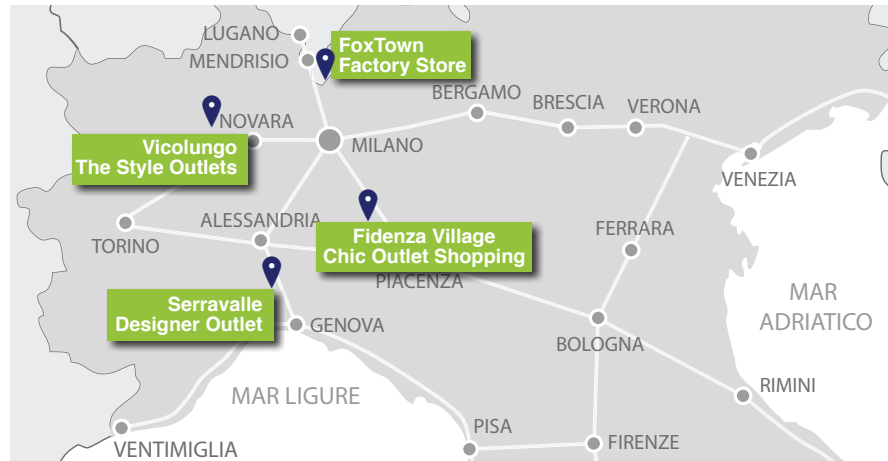 LUGANO
FoxTown
Factory Store
MENDRISIO
BERGAMO
BRESCIA
VERONA
NOVARA
MILANO
Vicolungo
The Style Outlets
VENEZIA
ALESSANDRIA
TORINO
FERRARA
Fidenza Village
Chic Outlet Shopping
PIACENZA
Serravalle
Designer Outlet
GENOVA
MAR
ADRIATICO
BOLOGNA
MAR LIGURE
RIMINI
PISA
VENTIMIGLIA
FIRENZE